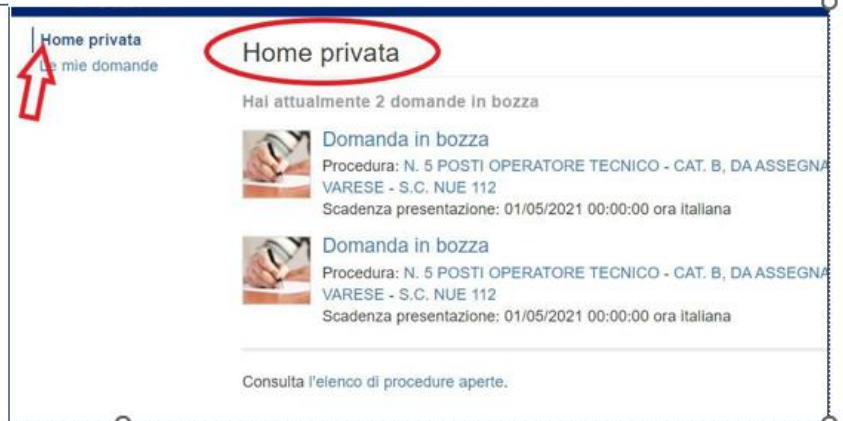 Home privata
Le mie domande
Home privata
Hai attualmente 2 domande in bozza
Domanda in bozza
Procedura: N. 5 POSTI OPERATORE TECNICO - CAT. B, DA ASSEGNA
VARESE - S.C. NUE 112
Scadenza presentazione: 01/05/2021 00:00:00 ora italiana
Domanda in bozza
Procedura: N. 5 POSTI OPERATORE TECNICO - CAT. B, DA ASSEGNA
VARESE - S.C. NUE 112
Scadenza presentazione: 01/05/2021 00:00:00 ora italiana
Consulta l'elenco di procedure aperte.